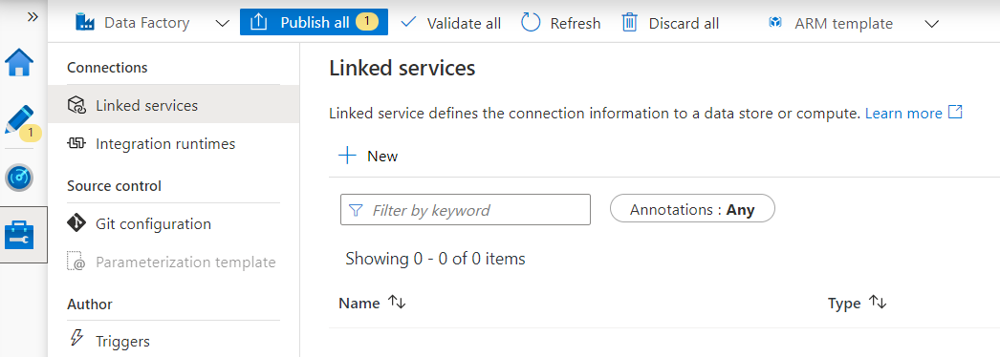 »
Data Factory
Publish all 1
Validate all
Refresh
Discard all
ARM template
1
Connections
Linked services
Integration runtimes
Source control
Git configuration
Parameterization template
Author
Triggers
Linked services
Linked service defines the connection information to a data store or compute. Learn more
New
Filter by keyword
Annotations : Any
Showing 0 - 0 of 0 items
Name
Type